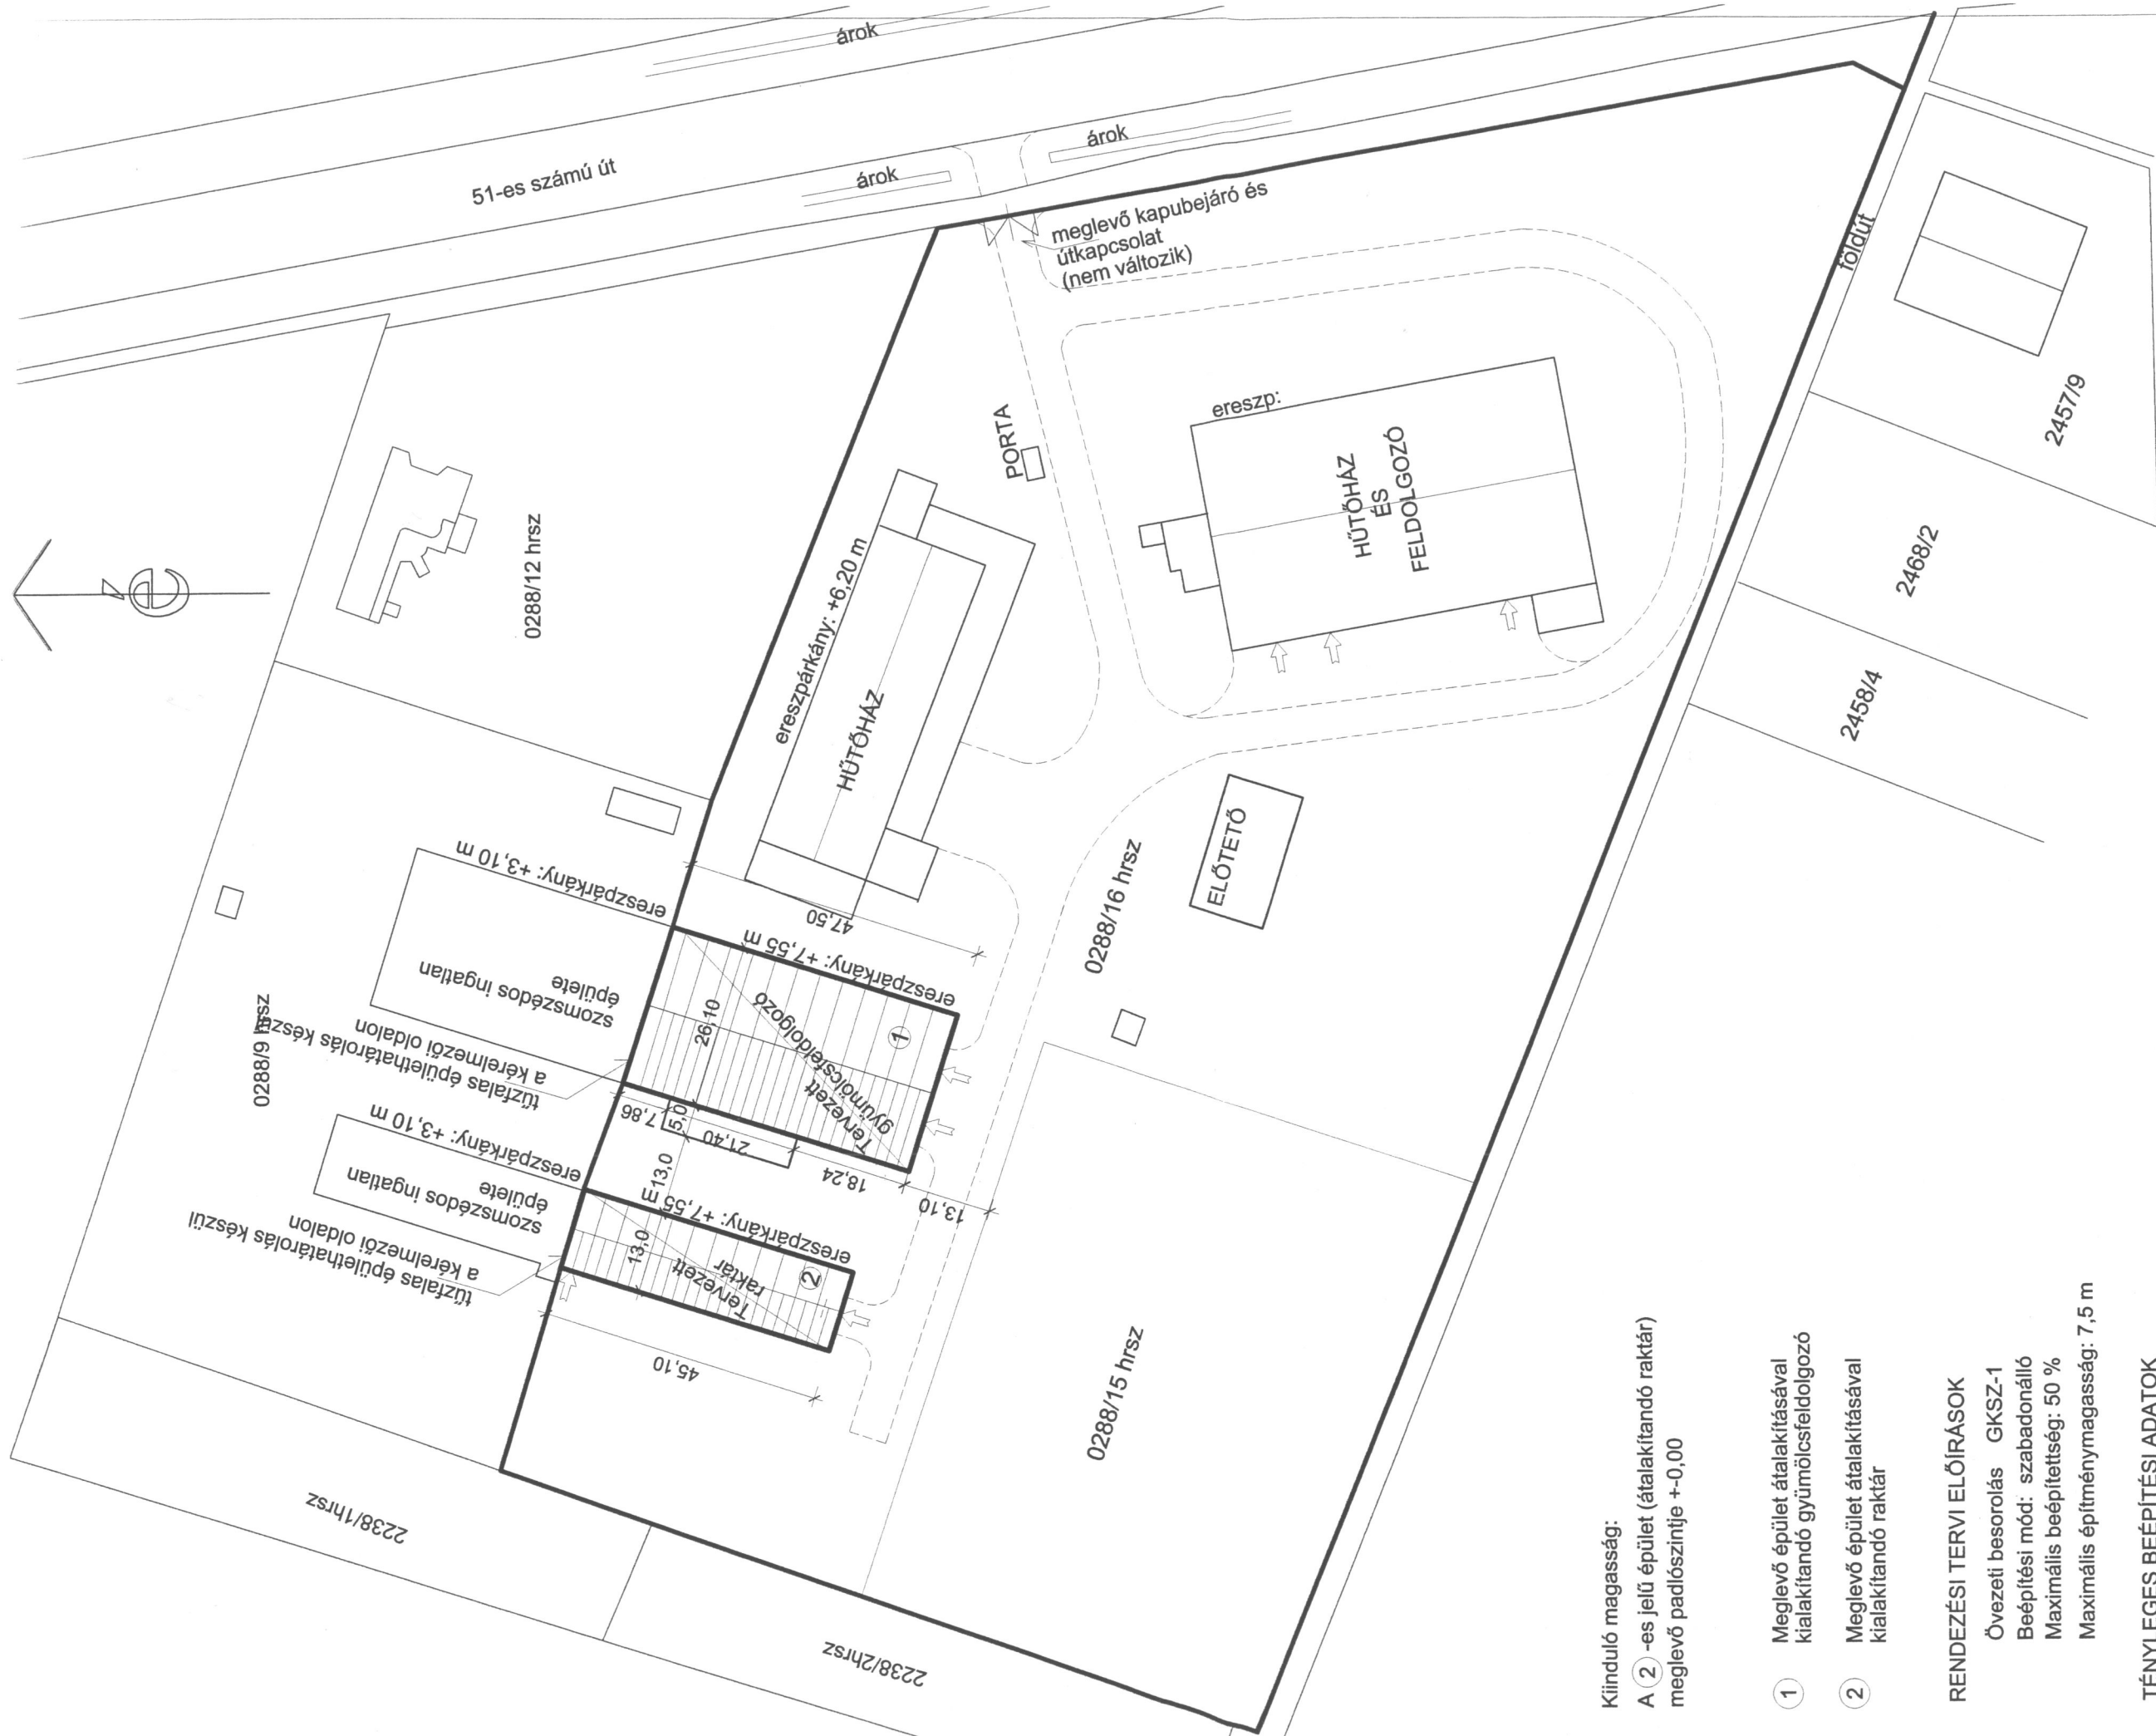 árok
51-es számú út
árok
árok
meglevő kapubejáró és
útkapcsolat
(nem változik)
földút
é
0288/12 hrsz
ereszpárkány: +6,20 m
HŰTŐHÁZ
PORTA
ereszp:
HŰTŐHÁZ
ÉS
FELDOLGOZÓ
2457/9
2468/2
2458/4
ELŐTETŐ
0288/16 hrsz
0288/9 hrsz
ereszpárkány: +3,10 m
szomszédos ingatlan
épülete
tűzfalas épülethatárolás készül
a kérelmezői oldalon
ereszpárkány: +3,10 m
szomszédos ingatlan
épülete
tűzfalas épülethatárolás készül
a kérelmezői oldalon
47,50
ereszpárkány: +7,55 m
26,10
Tervezett
gyümölcsfeldolgozó
1
7,86
5,0
21,40
18,24
13,10
13,0
ereszpárkány: +7,55 m
13,0
Tervezett
raktár
2
45,10
0288/15 hrsz
2238/1hrsz
2238/2hrsz
Kiinduló magasság:
A 2 -es jelű épület (átalakítandó raktár)
meglevő padlószintje +-0,00
1 Meglevő épület átalakításával
kialakítandó gyümölcsfeldolgozó
2 Meglevő épület átalakításával
kialakítandó raktár
RENDEZÉSI TERVI ELŐÍRÁSOK
Övezeti besorolás GKSZ-1
Beépítési mód: szabadonálló
Maximális beépítettség: 50 %
Maximális építménymagasság: 7,5 m
TÉNYLEGES BEÉPÍTÉSI ADATOK